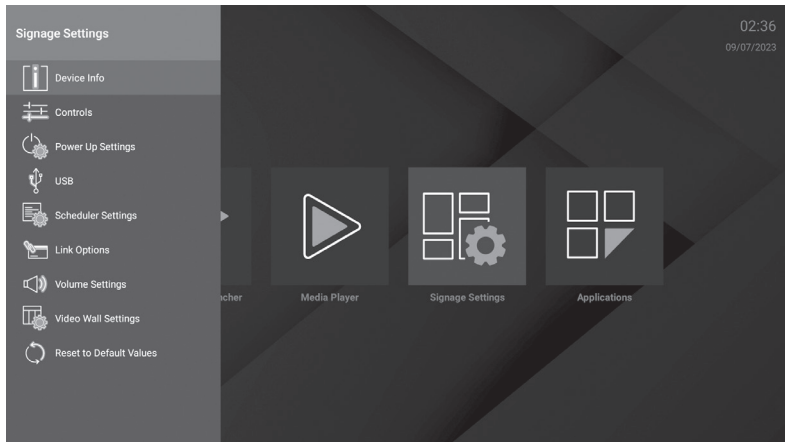 Signage Settings
Device Info
Controls
Power Up Settings
USB
Scheduler Settings
Link Options
Volume Settings
Video Wall Settings
Reset to Default Values
02:36
09/07/2023
ncher
Media Player
Signage Settings
Applications